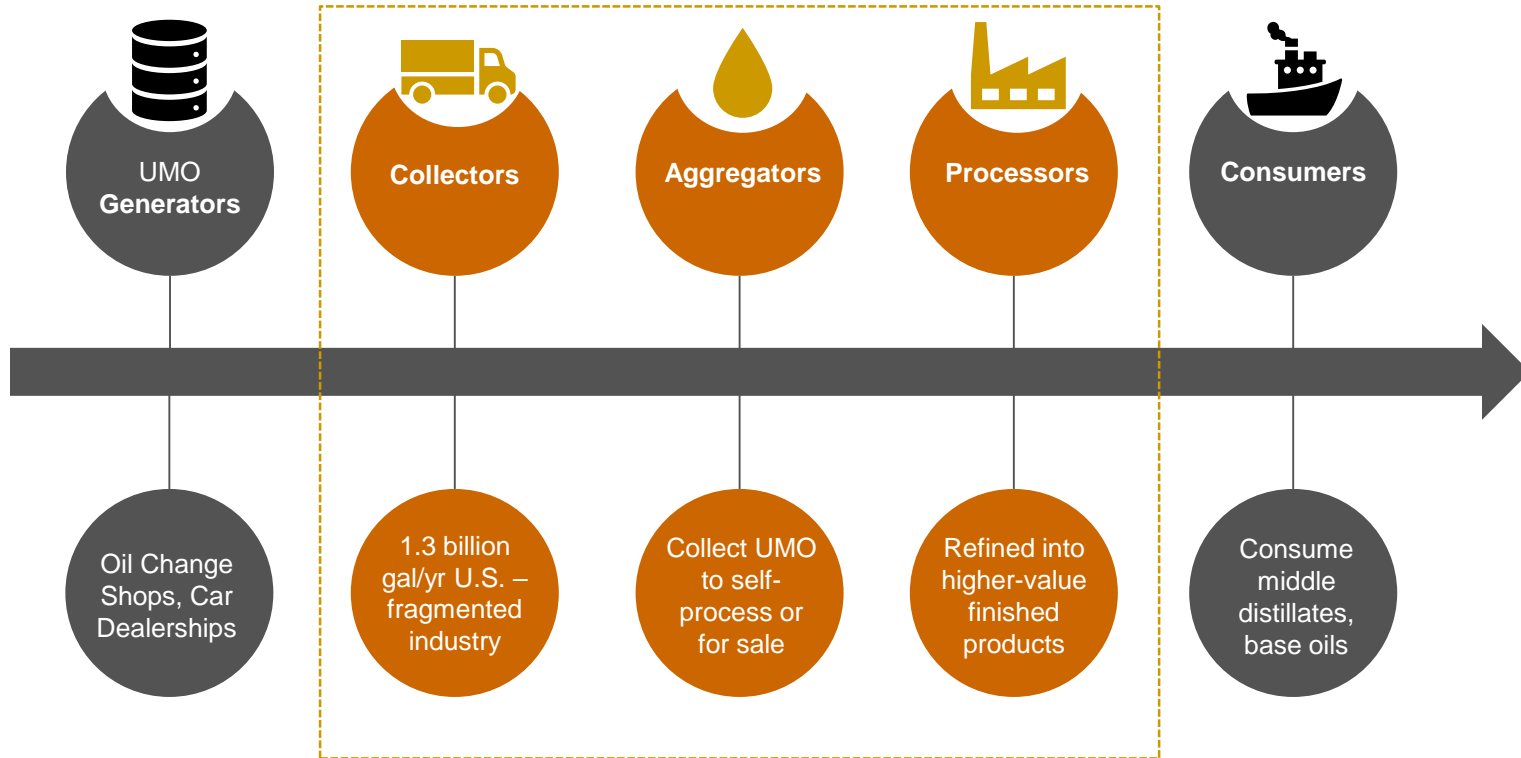 UMO
Generators
Collectors
Aggregators
Processors
Consumers
Oil Change
Shops, Car
Dealerships
1.3 billion
gal/yr U.S. –
fragmented
industry
Collect UMO
to self-
process or
for sale
Refined into
higher-value
finished
products
Consume
middle
distillates,
base oils